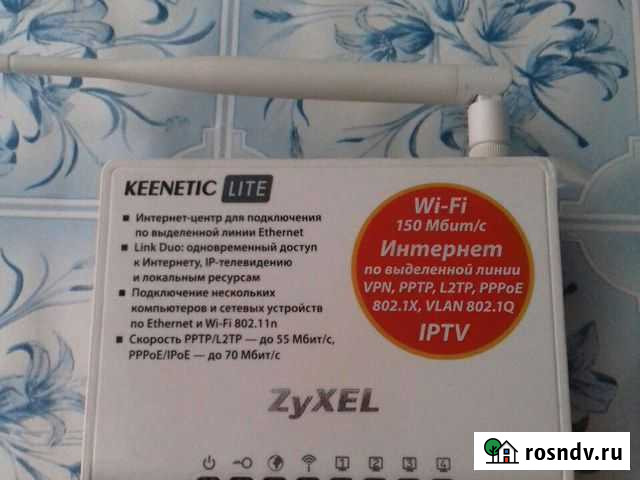 KEENETIC LITE
▪ Интернет-центр для подключения
по выделенной линии Ethernet
▪ Link Duo: одновременный доступ
к Интернету, IP-телевидению
и локальным ресурсам
▪ Подключение нескольких
компьютеров и сетевых устройств
по Ethernet и Wi-Fi 802.11n
▪ Скорость PPTP/L2TP — до 55 Мбит/с,
PPPoE/IPoE — до 70 Мбит/с
Wi-Fi
150 Мбит/с
Интернет
по выделенной линии
VPN, PPTP, L2TP, PPPoE
802.1X, VLAN 802.1Q
IPTV
ZyXEL
1 2 3 4
rosndv.ru